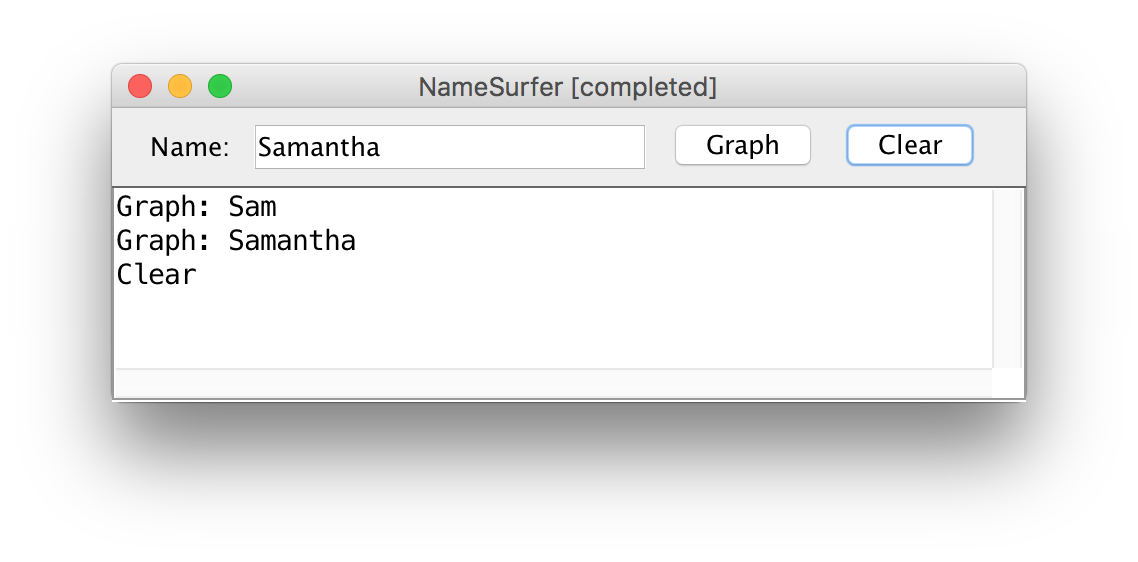 NameSurfer [completed]
Name: Samantha Graph Clear
Graph: Sam
Graph: Samantha
Clear